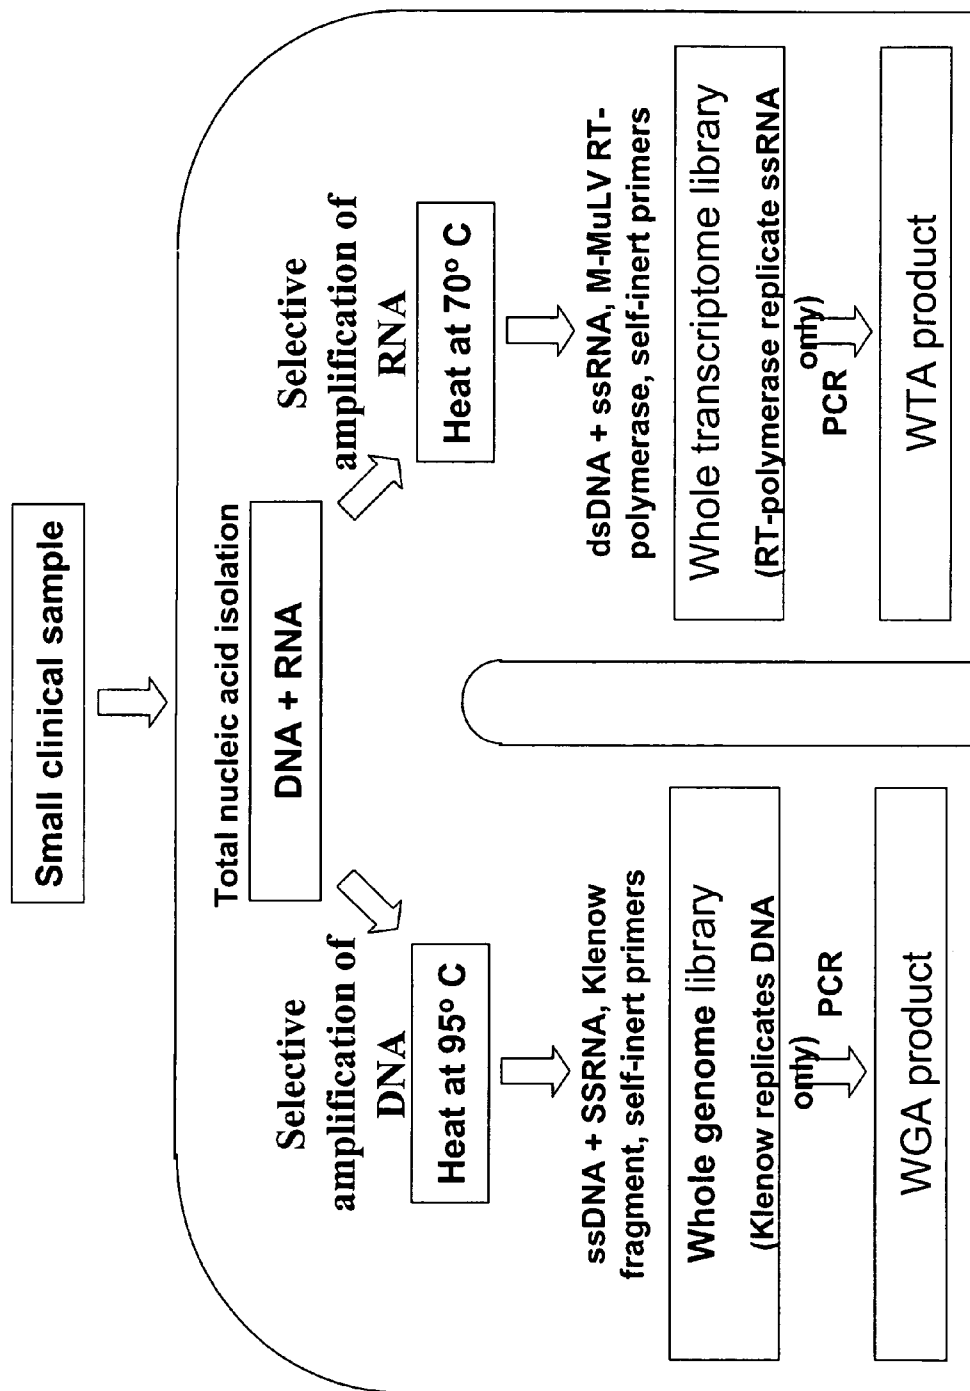 Small clinical sample
Total nucleic acid isolation
DNA + RNA
Selective
amplification of
DNA
Heat at 95º C
ssDNA + SSRNA, Klenow
fragment, self-inert primers
Whole genome library
(Klenow replicates DNA
only)
PCR
WGA product
Selective
amplification of
RNA
Heat at 70º C
dsDNA + ssRNA, M-MuLV RT-
polymerase, self-inert primers
Whole transcriptome library
(RT-polymerase replicate ssRNA
only)
PCR
WTA product